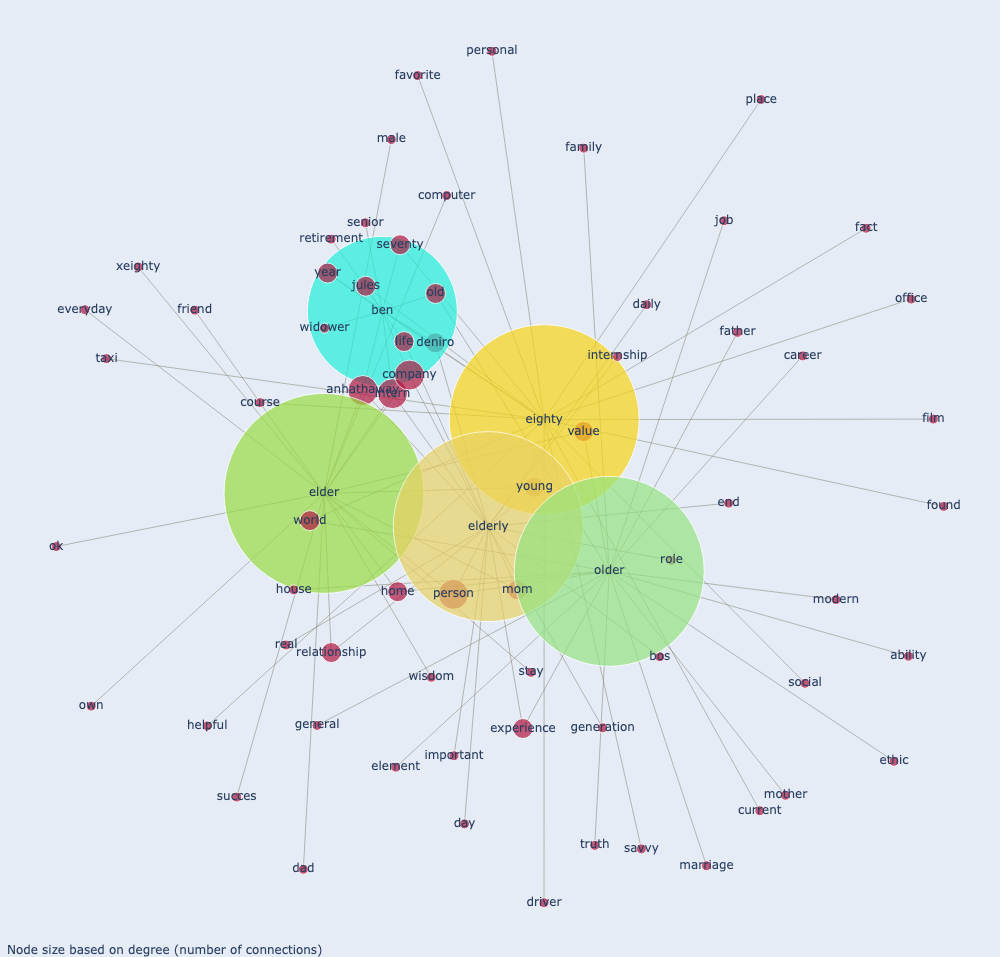 personal
favorite
place
male
family
computer
senior
job
fact
retirement
seventy
xeighty
year
jules
old
office
everyday
friend
ben
daily
widower
father
life
deniro
taxi
internship
career
company
anhathaway
intern
course
eighty
film
value
young
elder
end
found
world
elderly
ox
role
older
house
home
person
mom
modern
real
relationship
bos
ability
wisdom
stay
social
own
helpful
general
experience
generation
important
element
ethic
succes
mother
current
day
truth
savvy
dad
marriage
driver
Node size based on degree (number of connections)